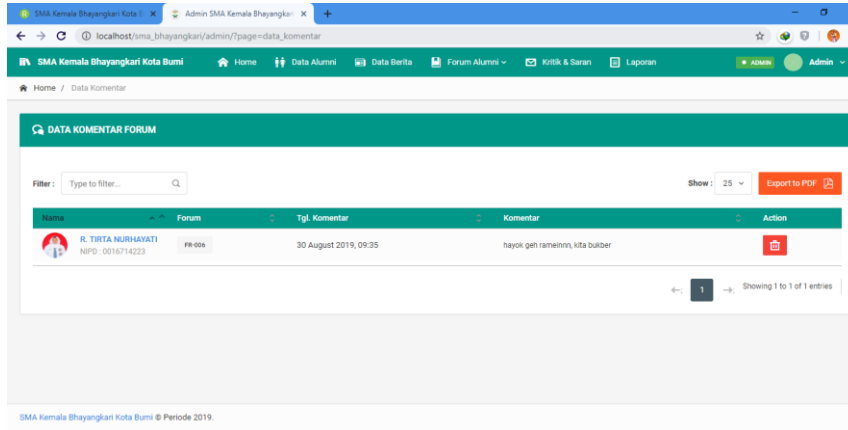 SMA Kemala Bhayangkari Kota B
Admin SMA Kemala Bhayangkar
localhost/sma_bhayangkari/admin/?page=data_komentar
SMA Kemala Bhayangkari Kota Bumi Home Data Alumni Data Berita Forum Alumni Kritik & Saran Laporan ADMIN Admin
Home / Data Komentar
DATA KOMENTAR FORUM
Filter : Type to filter... Show : 25 Export to PDF
Nama Forum Tgl. Komentar Komentar Action
R. TIRTA NURHAYATI
NIPD : 0016714223
FR-006 30 August 2019, 09:35 hayok geh rameinnn, kita bukber
1 Showing 1 to 1 of 1 entries
SMA Kemala Bhayangkari Kota Bumi © Periode 2019.